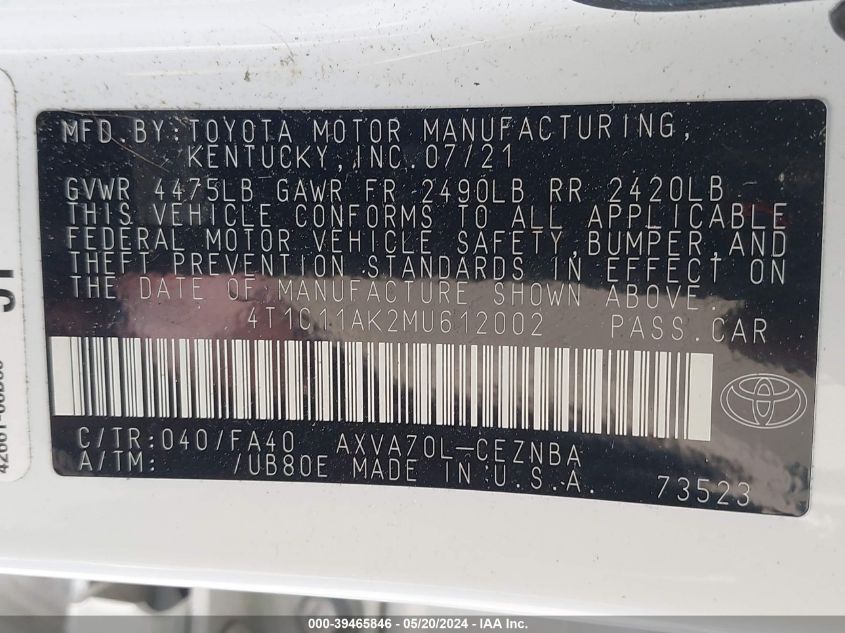 MFD. BY: TOYOTA MOTOR MANUFACTURING,
KENTUCKY, INC. 07/21
GVWR 4475LB GAWR FR 2490LB RR 2420LB
THIS VEHICLE CONFORMS TO ALL APPLICABLE
FEDERAL MOTOR VEHICLE SAFETY, BUMPER, AND
THEFT PREVENTION STANDARDS IN EFFECT ON
THE DATE OF MANUFACTURE SHOWN ABOVE.
4T1C11AK2MU612002 PASS. CAR
C/TR: 040/FA40 AXVA70L-CEZNBA
A/TM: /UB80E MADE IN U.S.A. 73523
000-39465846 - 05/20/2024 - IAA Inc.